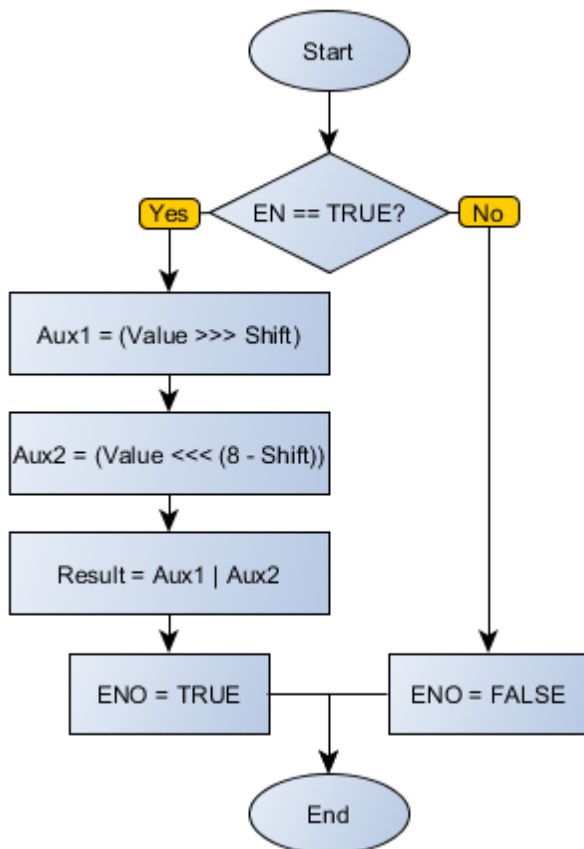 Start
EN == TRUE?
Yes
No
Aux1 = (Value >>> Shift)
Aux2 = (Value <<< (8 - Shift))
Result = Aux1 | Aux2
ENO = TRUE
ENO = FALSE
End